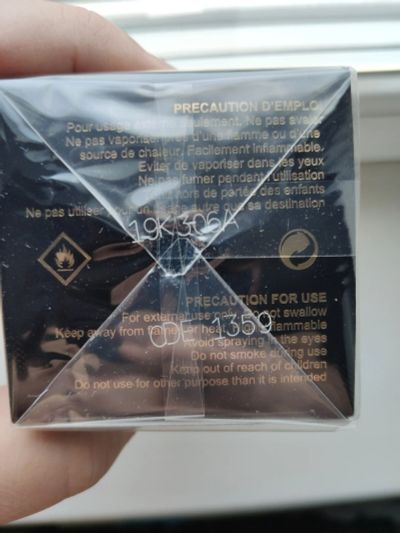 PRECAUTION D'EMPLOI
Pour usage externe seulement. Ne pas avaler
Ne pas vaporiser près d'une flamme ou d'une
source de chaleur. Facilement inflammable.
Eviter de vaporiser dans les yeux
Ne pas fumer pendant l'utilisation
hors de portée des enfants
Ne pas utiliser pour un usage autre que sa destination
PRECAUTION FOR USE
For external use only. Do not swallow
Keep away from flame or heat. flammable
Avoid spraying in the eyes
Do not smoke during use
Keep out of reach of children
Do not use for other purpose than it is intended